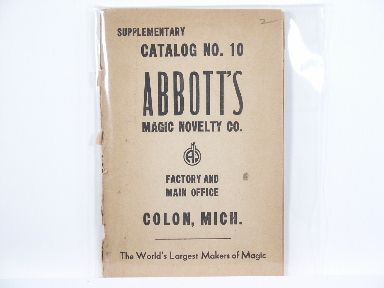 2
SUPPLEMENTARY
CATALOG NO. 10
ABBOTT'S
MAGIC NOVELTY CO.
FACTORY AND
MAIN OFFICE
COLON, MICH.
The World's Largest Makers of Magic